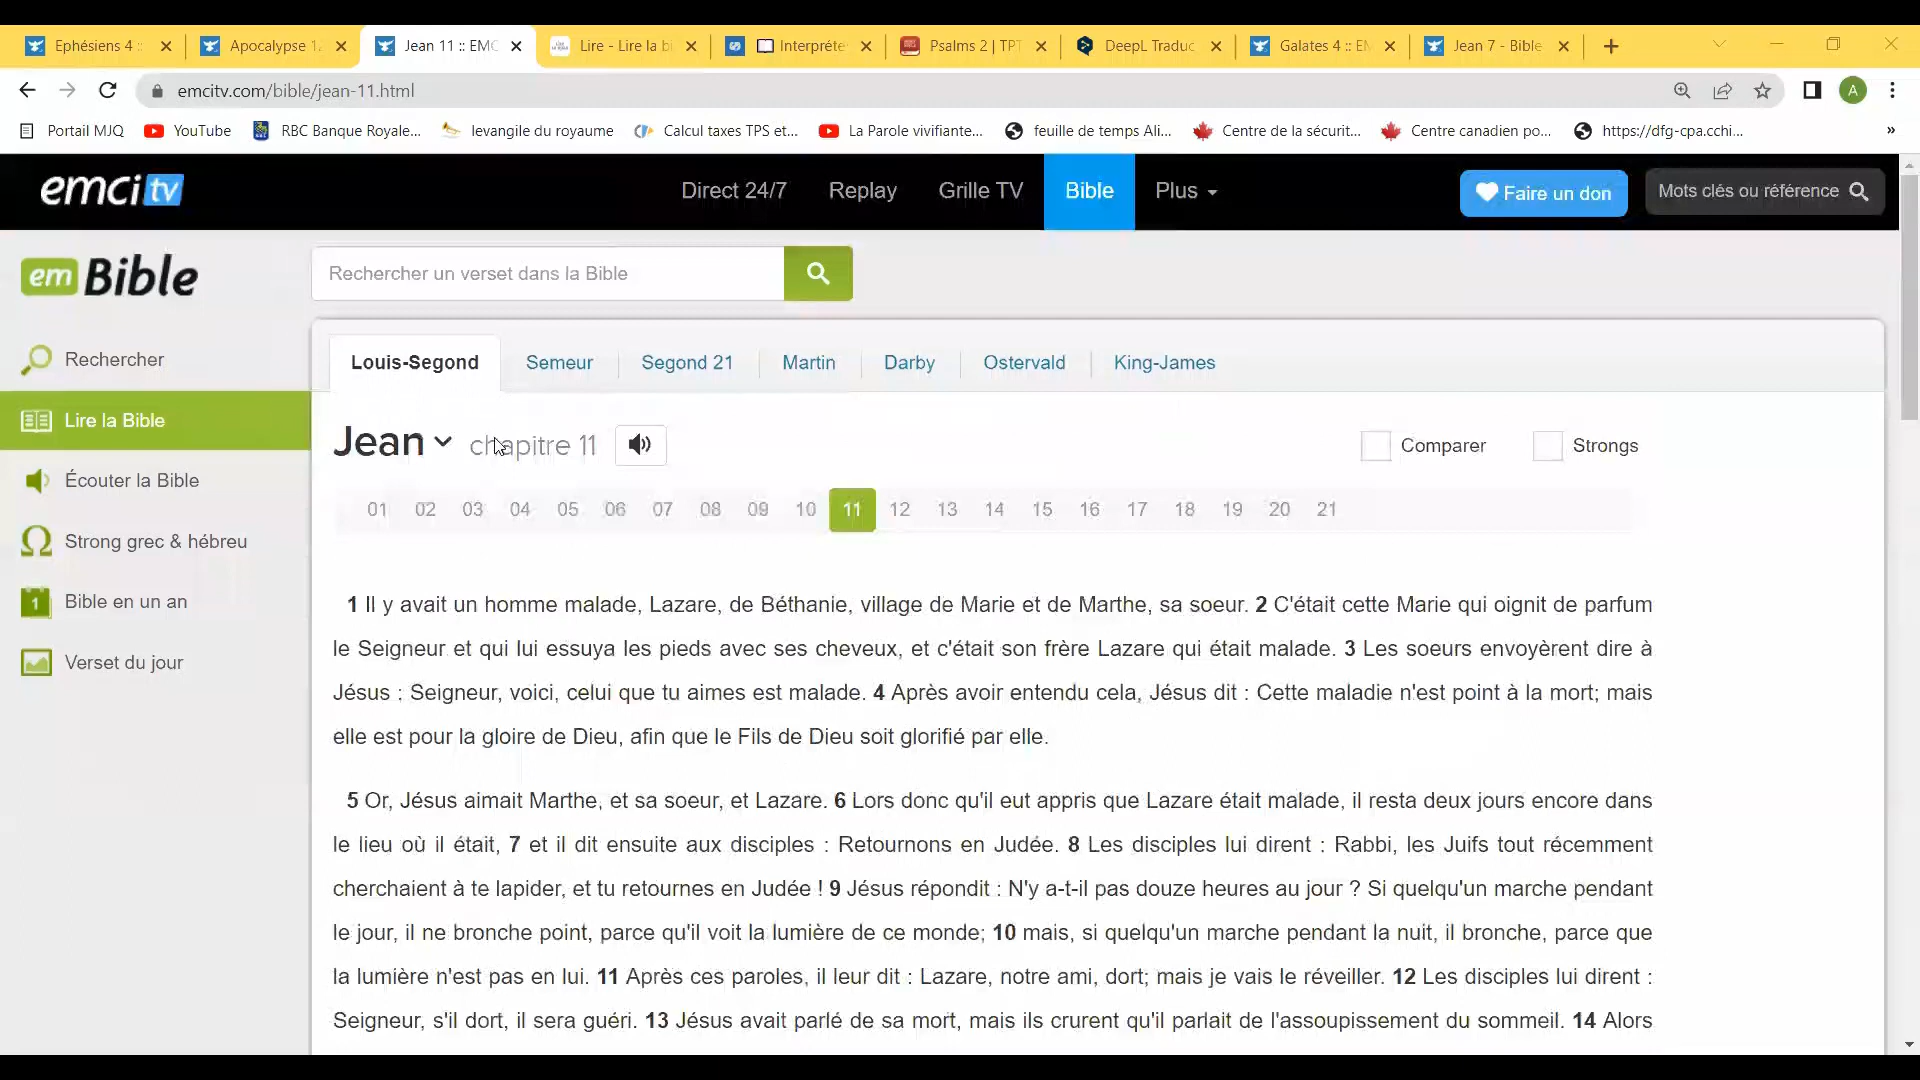 Ephésiens 4 ::
Apocalypse 1
Jean 11 :: EMC
Lire - Lire la bi
Interpréte
Psalms 2 | TPT
DeepL Traduc
Galates 4 :: EM
Jean 7 - Bible
emcitv.com/bible/jean-11.html
A
Portail MJQ
YouTube
RBC Banque Royale...
levangile du royaume
Calcul taxes TPS et...
La Parole vivifiante...
feuille de temps Ali...
Centre de la sécurit...
Centre canadien po...
https://dfg-cpa.cchi...
»
emci tv
Direct 24/7
Replay
Grille TV
Bible
Plus
Faire un don
Mots clés ou référence
em Bible
Rechercher un verset dans la Bible
Rechercher
Lire la Bible
Écouter la Bible
Strong grec & hébreu
1 Bible en un an
Verset du jour
Louis-Segond
Semeur
Segond 21
Martin
Darby
Ostervald
King-James
Jean chapitre 11
Comparer
Strongs
01 02 03 04 05 06 07 08 09 10 11 12 13 14 15 16 17 18 19 20 21
1 Il y avait un homme malade, Lazare, de Béthanie, village de Marie et de Marthe, sa soeur. 2 C'était cette Marie qui oignit de parfum
le Seigneur et qui lui essuya les pieds avec ses cheveux, et c'était son frère Lazare qui était malade. 3 Les soeurs envoyèrent dire à
Jésus : Seigneur, voici, celui que tu aimes est malade. 4 Après avoir entendu cela, Jésus dit : Cette maladie n'est point à la mort; mais
elle est pour la gloire de Dieu, afin que le Fils de Dieu soit glorifié par elle.
5 Or, Jésus aimait Marthe, et sa soeur, et Lazare. 6 Lors donc qu'il eut appris que Lazare était malade, il resta deux jours encore dans
le lieu où il était, 7 et il dit ensuite aux disciples : Retournons en Judée. 8 Les disciples lui dirent : Rabbi, les Juifs tout récemment
cherchaient à te lapider, et tu retournes en Judée ! 9 Jésus répondit : N'y a-t-il pas douze heures au jour ? Si quelqu'un marche pendant
le jour, il ne bronche point, parce qu'il voit la lumière de ce monde; 10 mais, si quelqu'un marche pendant la nuit, il bronche, parce que
la lumière n'est pas en lui. 11 Après ces paroles, il leur dit : Lazare, notre ami, dort; mais je vais le réveiller. 12 Les disciples lui dirent :
Seigneur, s'il dort, il sera guéri. 13 Jésus avait parlé de sa mort, mais ils crurent qu'il parlait de l'assoupissement du sommeil. 14 Alors